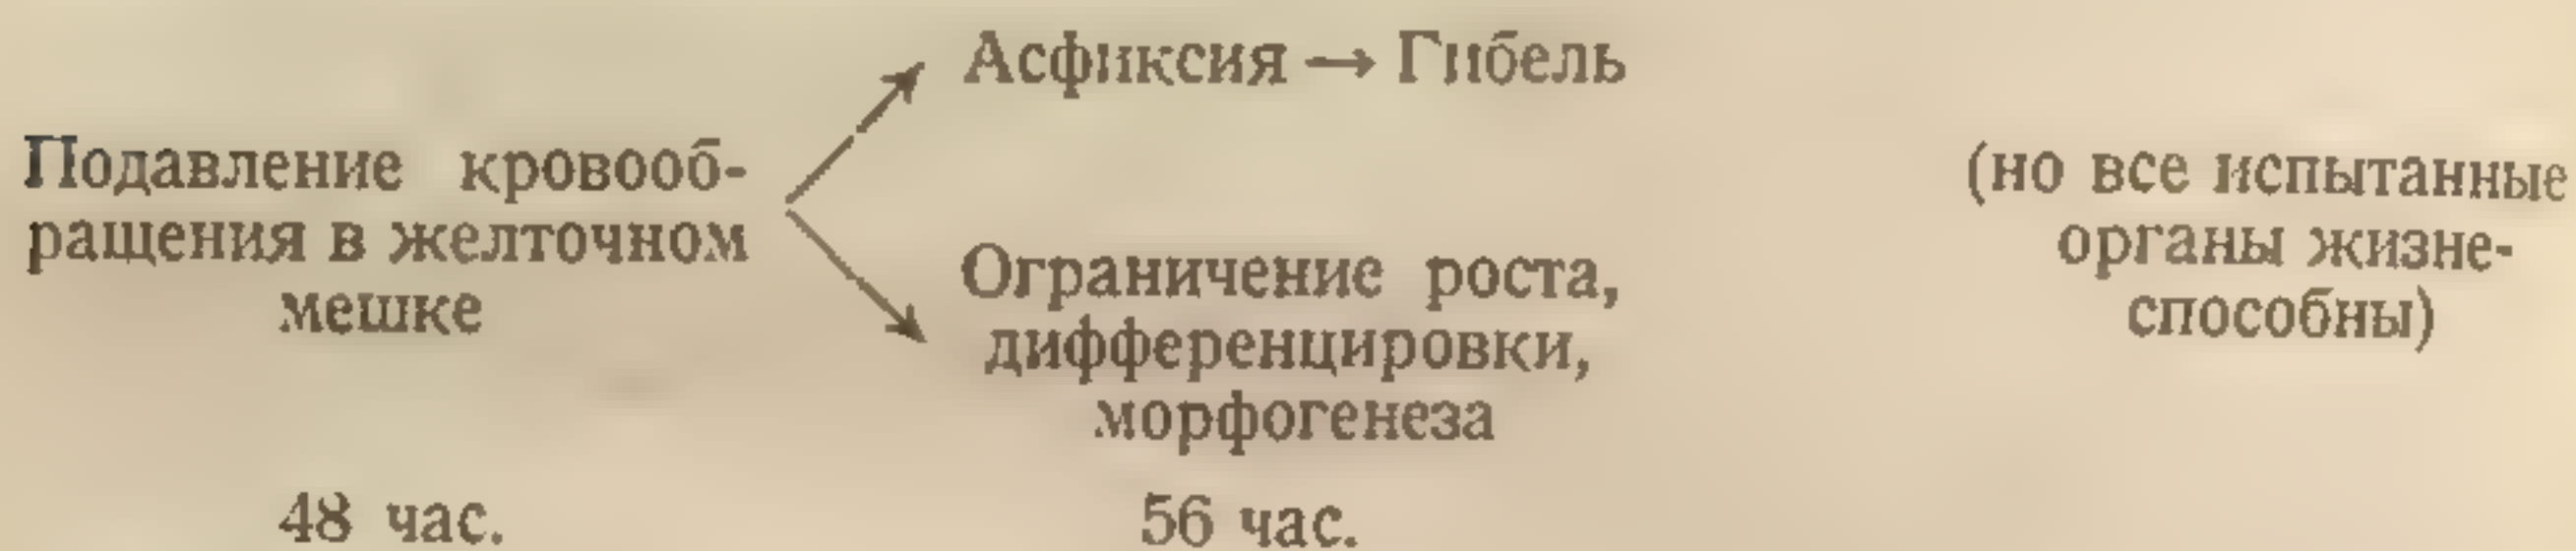 Асфиксия → Гибель
Подавление кровооб-
ращения в желточном
мешке
Ограничение роста,
дифференцировки,
морфогенеза
(но все испытанные
органы жизне-
способны)
48 час.
56 час.